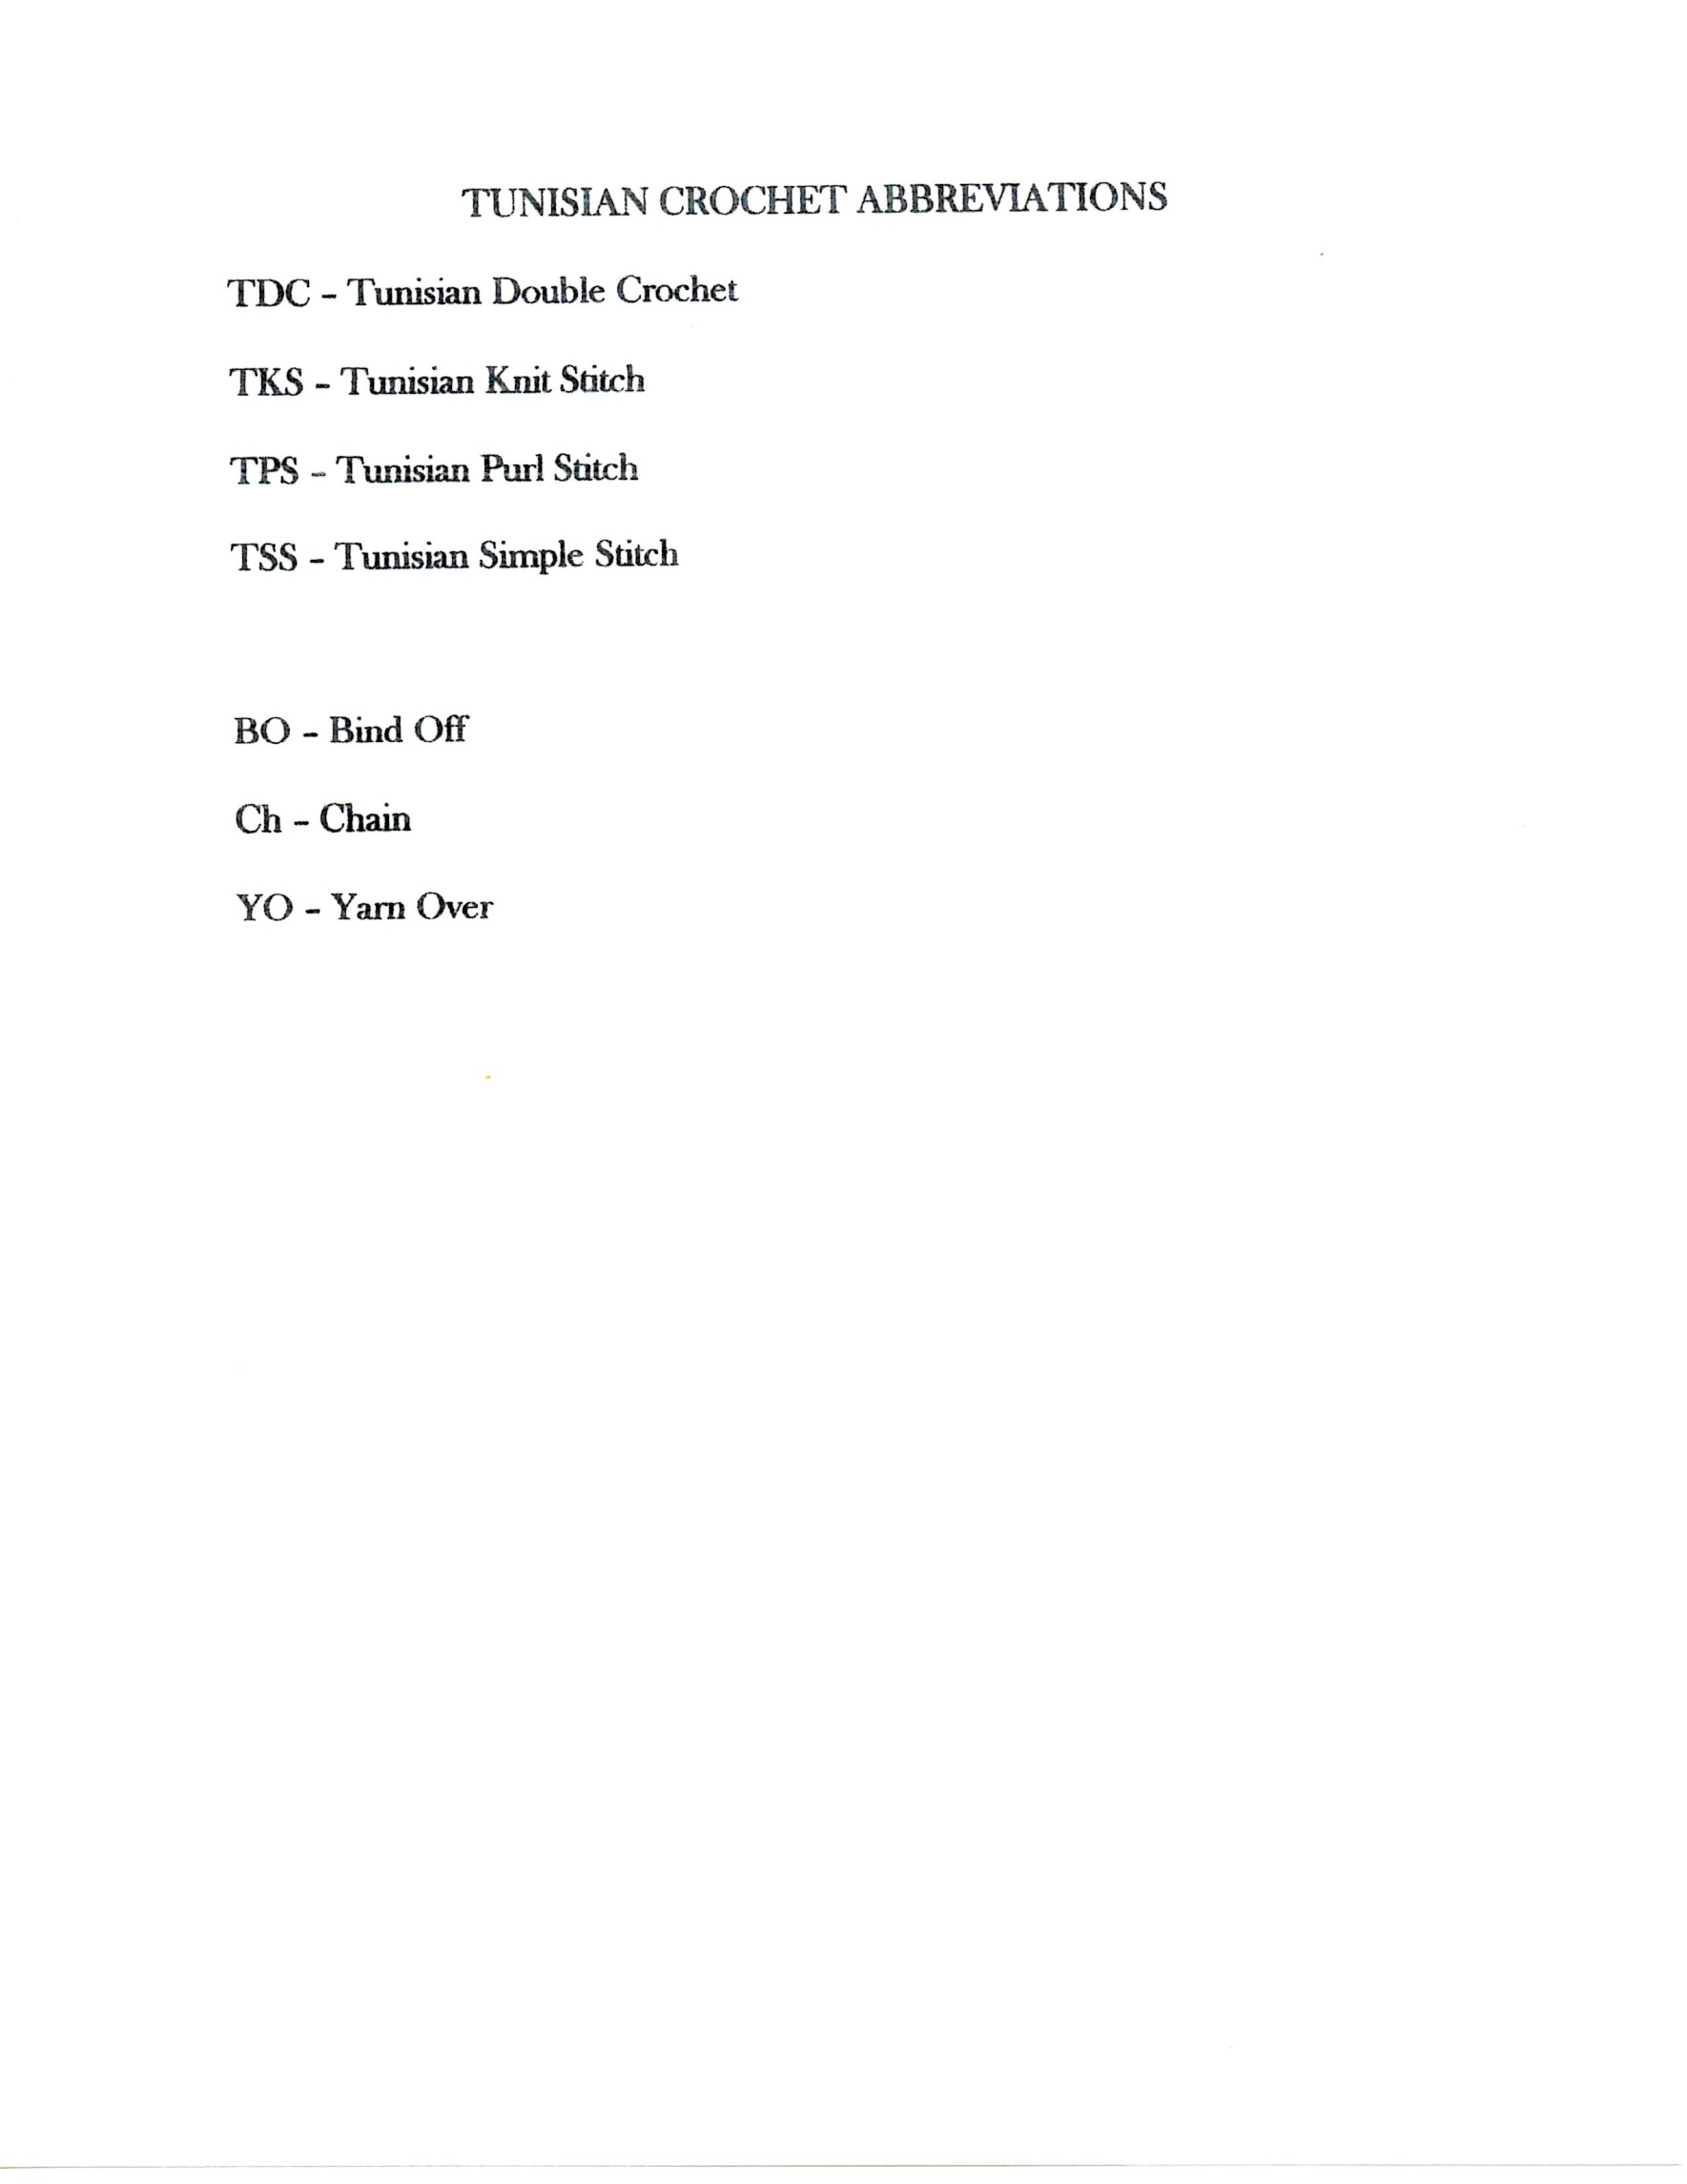 TUNISIAN CROCHET ABBREVIATIONS
TDC - Tunisian Double Crochet
TKS - Tunisian Knit Stitch
TPS - Tunisian Purl Stitch
TSS - Tunisian Simple Stitch
BO - Bind Off
Ch - Chain
YO - Yarn Over